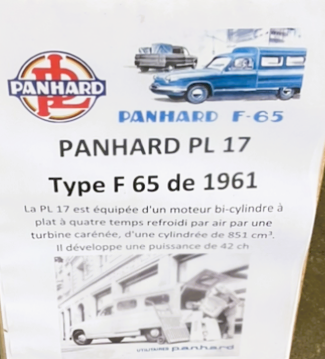 PANHARD
PL
PANHARD F-65
PANHARD PL 17
Type F 65 de 1961
La PL 17 est équipée d'un moteur bi-cylindre à
plat à quatre temps refroidi par air par une
turbine carénée, d'une cylindrée de 851 cm³.
Il développe une puissance de 42 ch
UTILITAIRES panhard